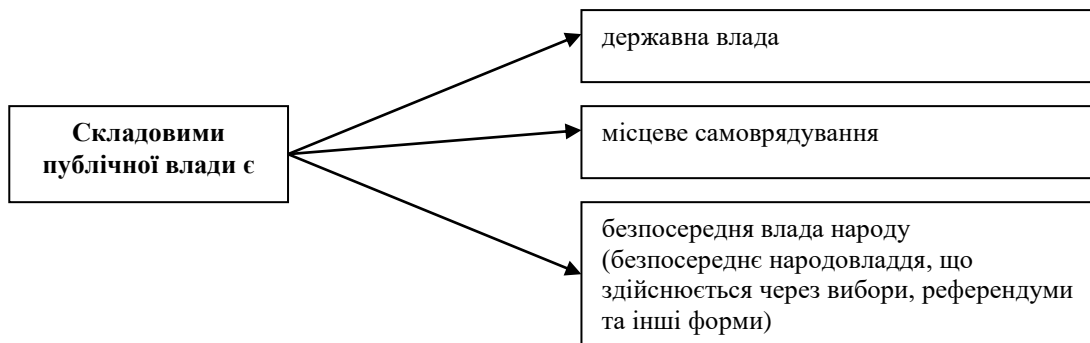 Складовими
публічної влади є
державна влада
місцеве самоврядування
безпосередня влада народу
(безпосереднє народовладдя, що
здійснюється через вибори, референдуми
та інші форми)